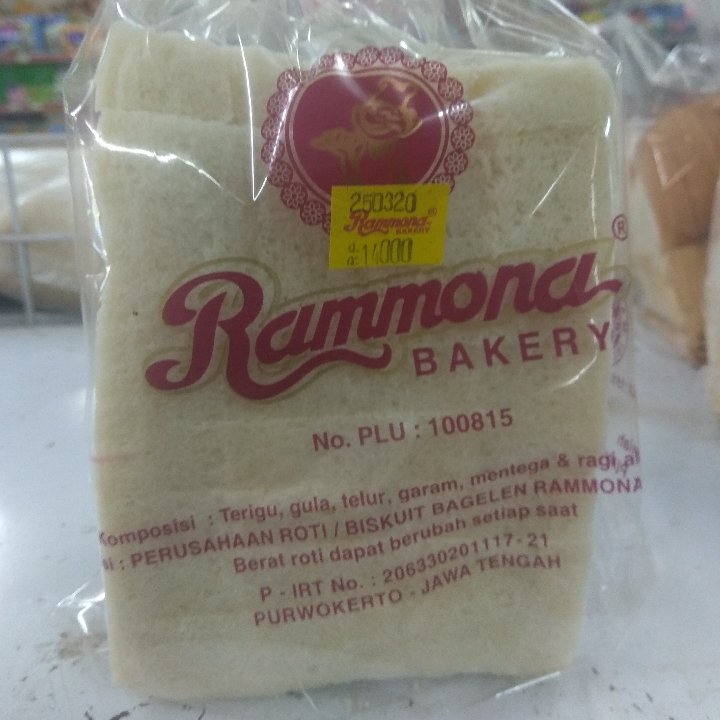 250320
Rammona®
BAKERY
14000
Rammona®
BAKERY
No. PLU : 100815
Komposisi : Terigu, gula, telur, garam, mentega & ragi
: PERUSAHAAN ROTI / BISKUIT BAGELEN RAMMONA
Berat roti dapat berubah setiap saat
P - IRT No. : 206330201117-21
PURWOKERTO - JAWA TENGAH